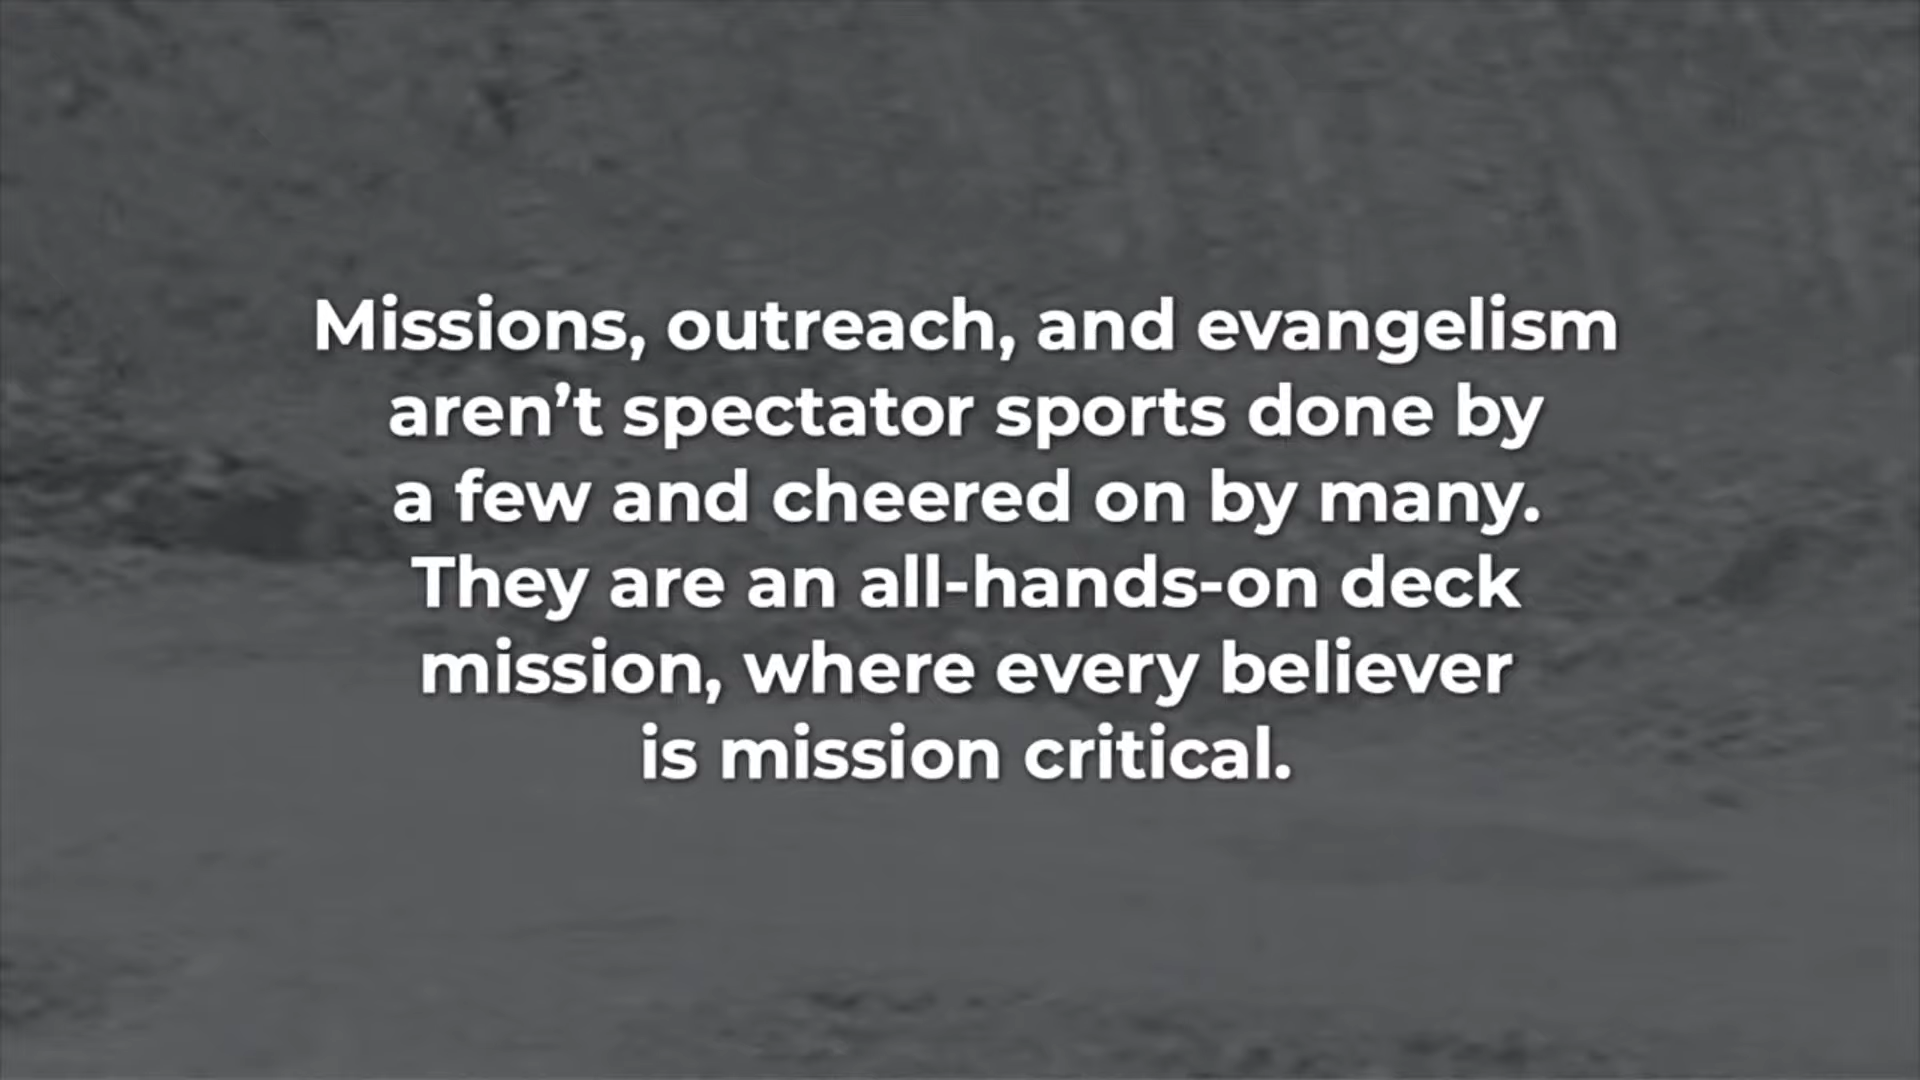 Missions, outreach, and evangelism
aren’t spectator sports done by
a few and cheered on by many.
They are an all-hands-on deck
mission, where every believer
is mission critical.